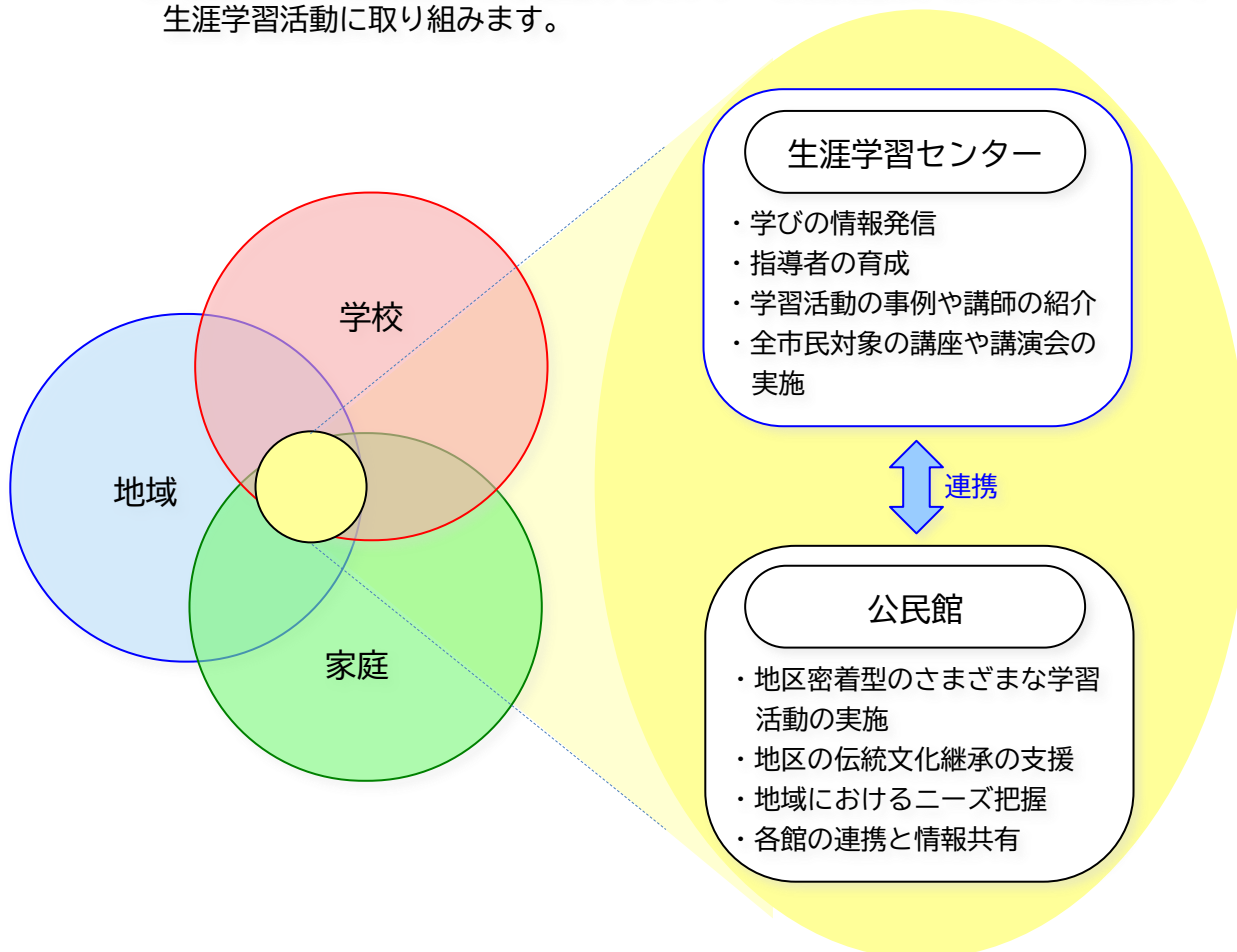 生涯学習活動に取り組みます。
学校
地域
家庭
生涯学習センター
・学びの情報発信
・指導者の育成
・学習活動の事例や講師の紹介
・全市民対象の講座や講演会の
実施
連携
公民館
・地区密着型のさまざまな学習
活動の実施
・地区の伝統文化継承の支援
・地域におけるニーズ把握
・各館の連携と情報共有